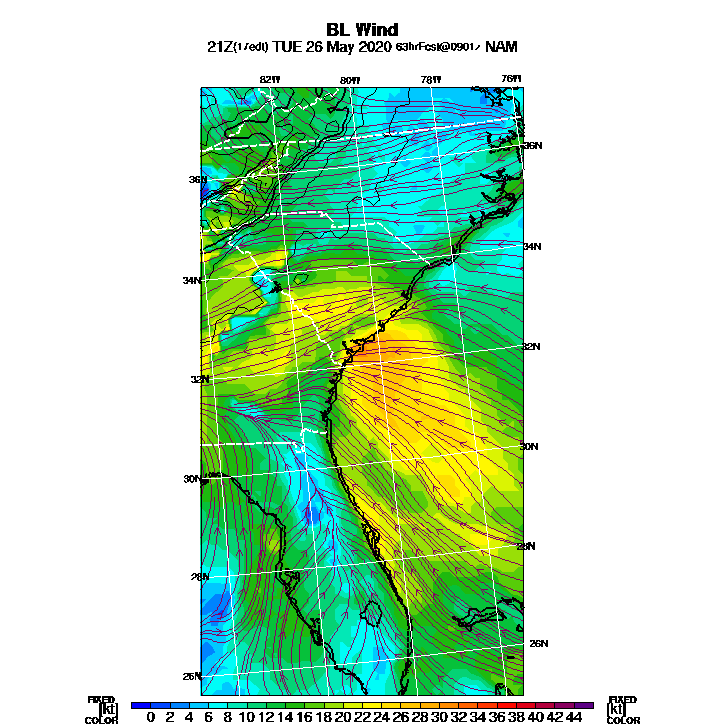 BL Wind
21Z(17edt) TUE 26 May 2020 63hrFcst@0901z NAM
82W 80W 78W 76W
36N
36N
34N
34N
32N
32N
30N
30N
28N
28N
26N
26N
FIXED FIXED
[kt] 0 2 4 6 8 10 12 14 16 18 20 22 24 26 28 30 32 34 36 38 40 42 44 [kt]
COLOR COLOR